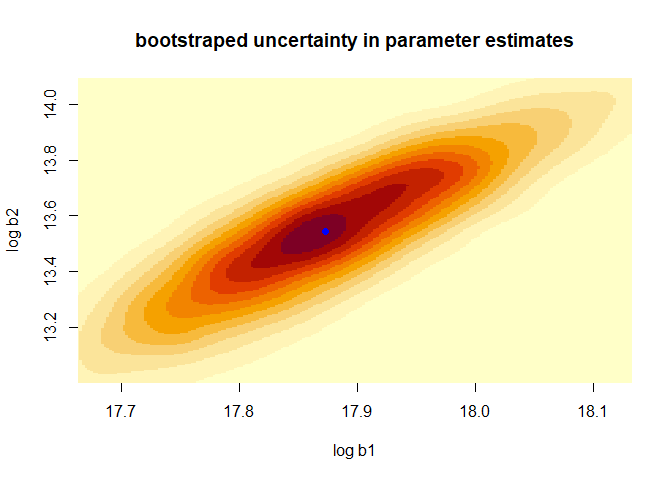 bootstraped uncertainty in parameter estimates
log b2
14.0
13.8
13.6
13.4
13.2
17.7 17.8 17.9 18.0 18.1
log b1